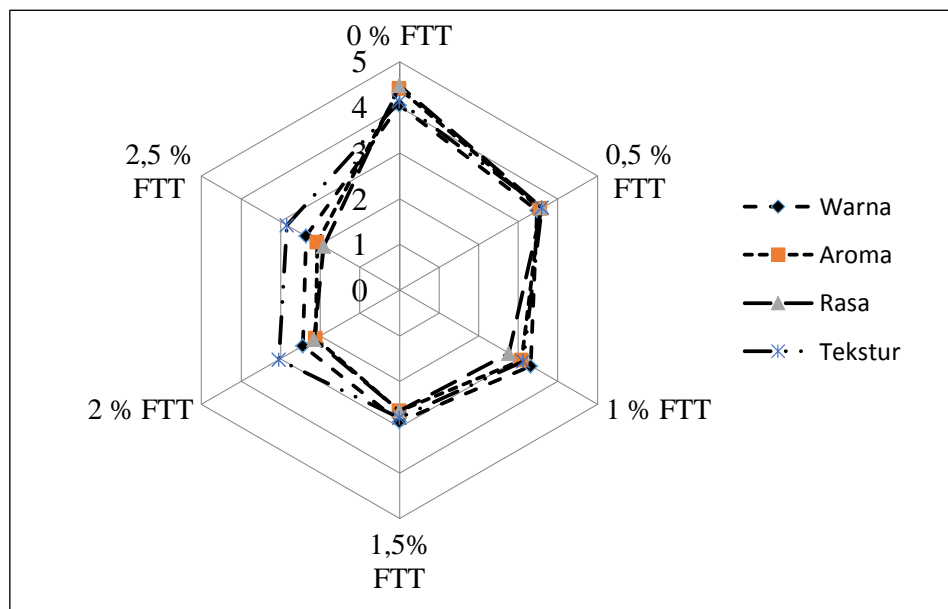 0 % FTT
5
4
3
2
1
0
0,5 %
FTT
1 % FTT
1,5%
FTT
2 % FTT
2,5 %
FTT
Warna
Aroma
Rasa
Tekstur